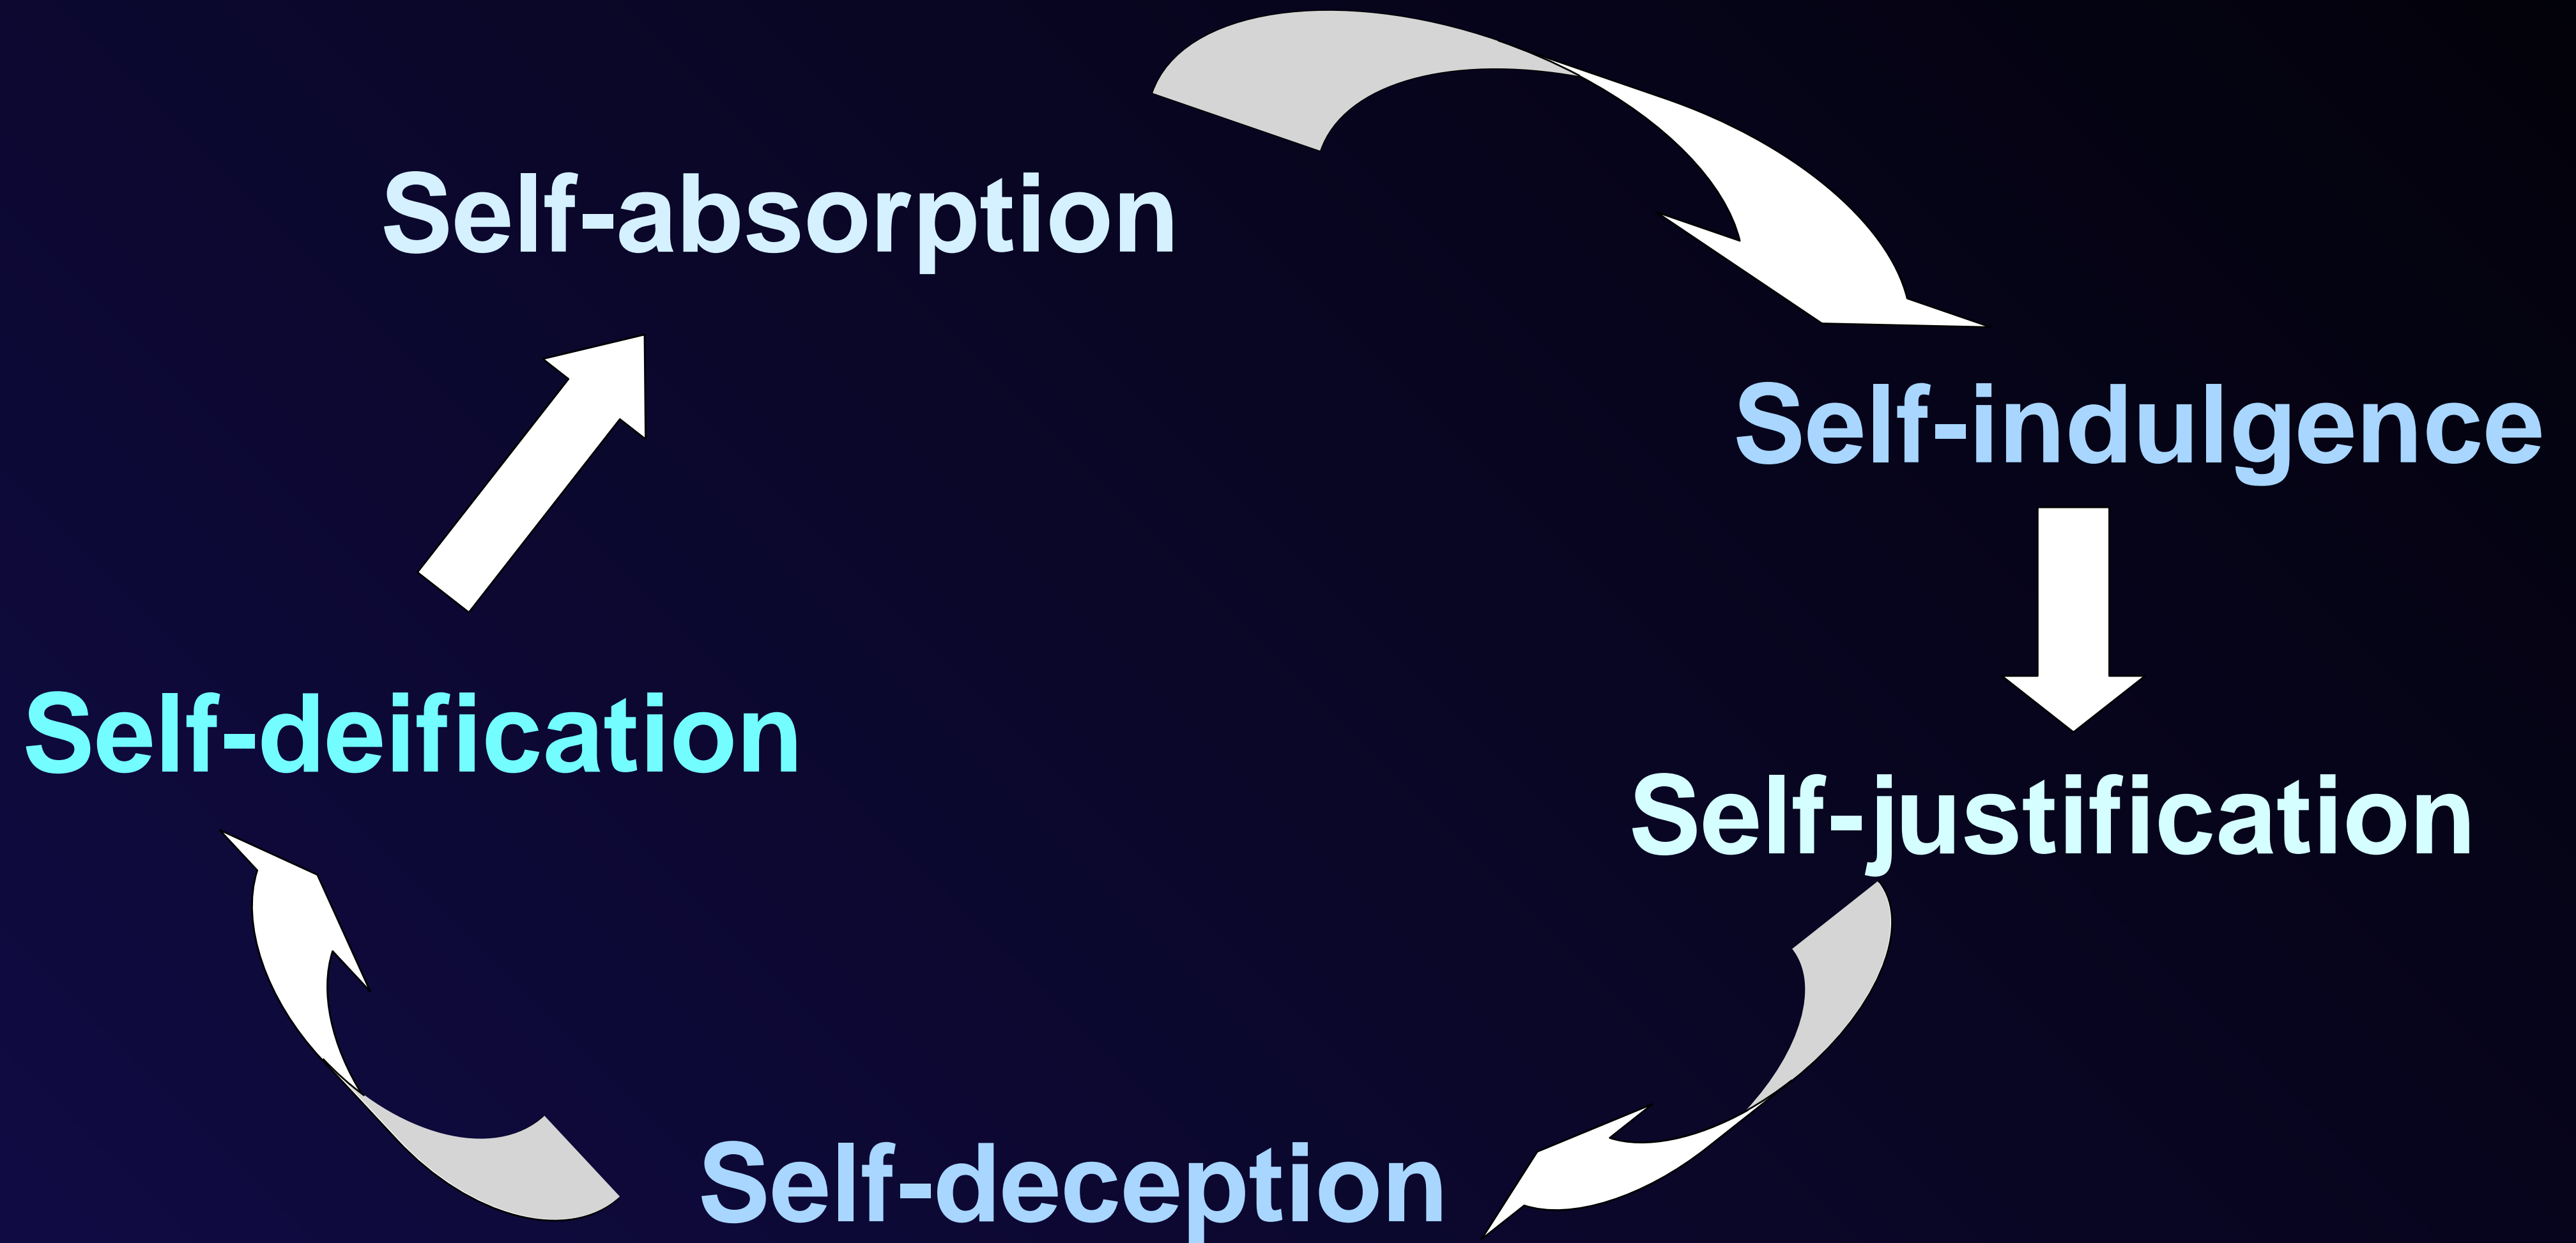 Self-absorption
Self-indulgence
Self-justification
Self-deception
Self-deification